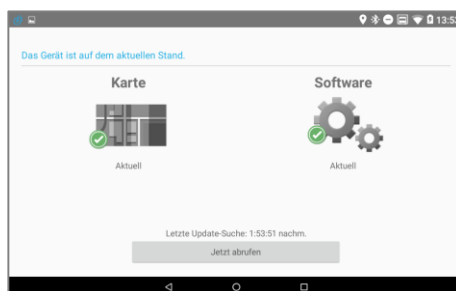 13:53
Das Gerät ist auf dem aktuellen Stand.
Karte
Software
Aktuell
Aktuell
Letzte Update-Suche: 1:53:51 nachm.
Jetzt abrufen